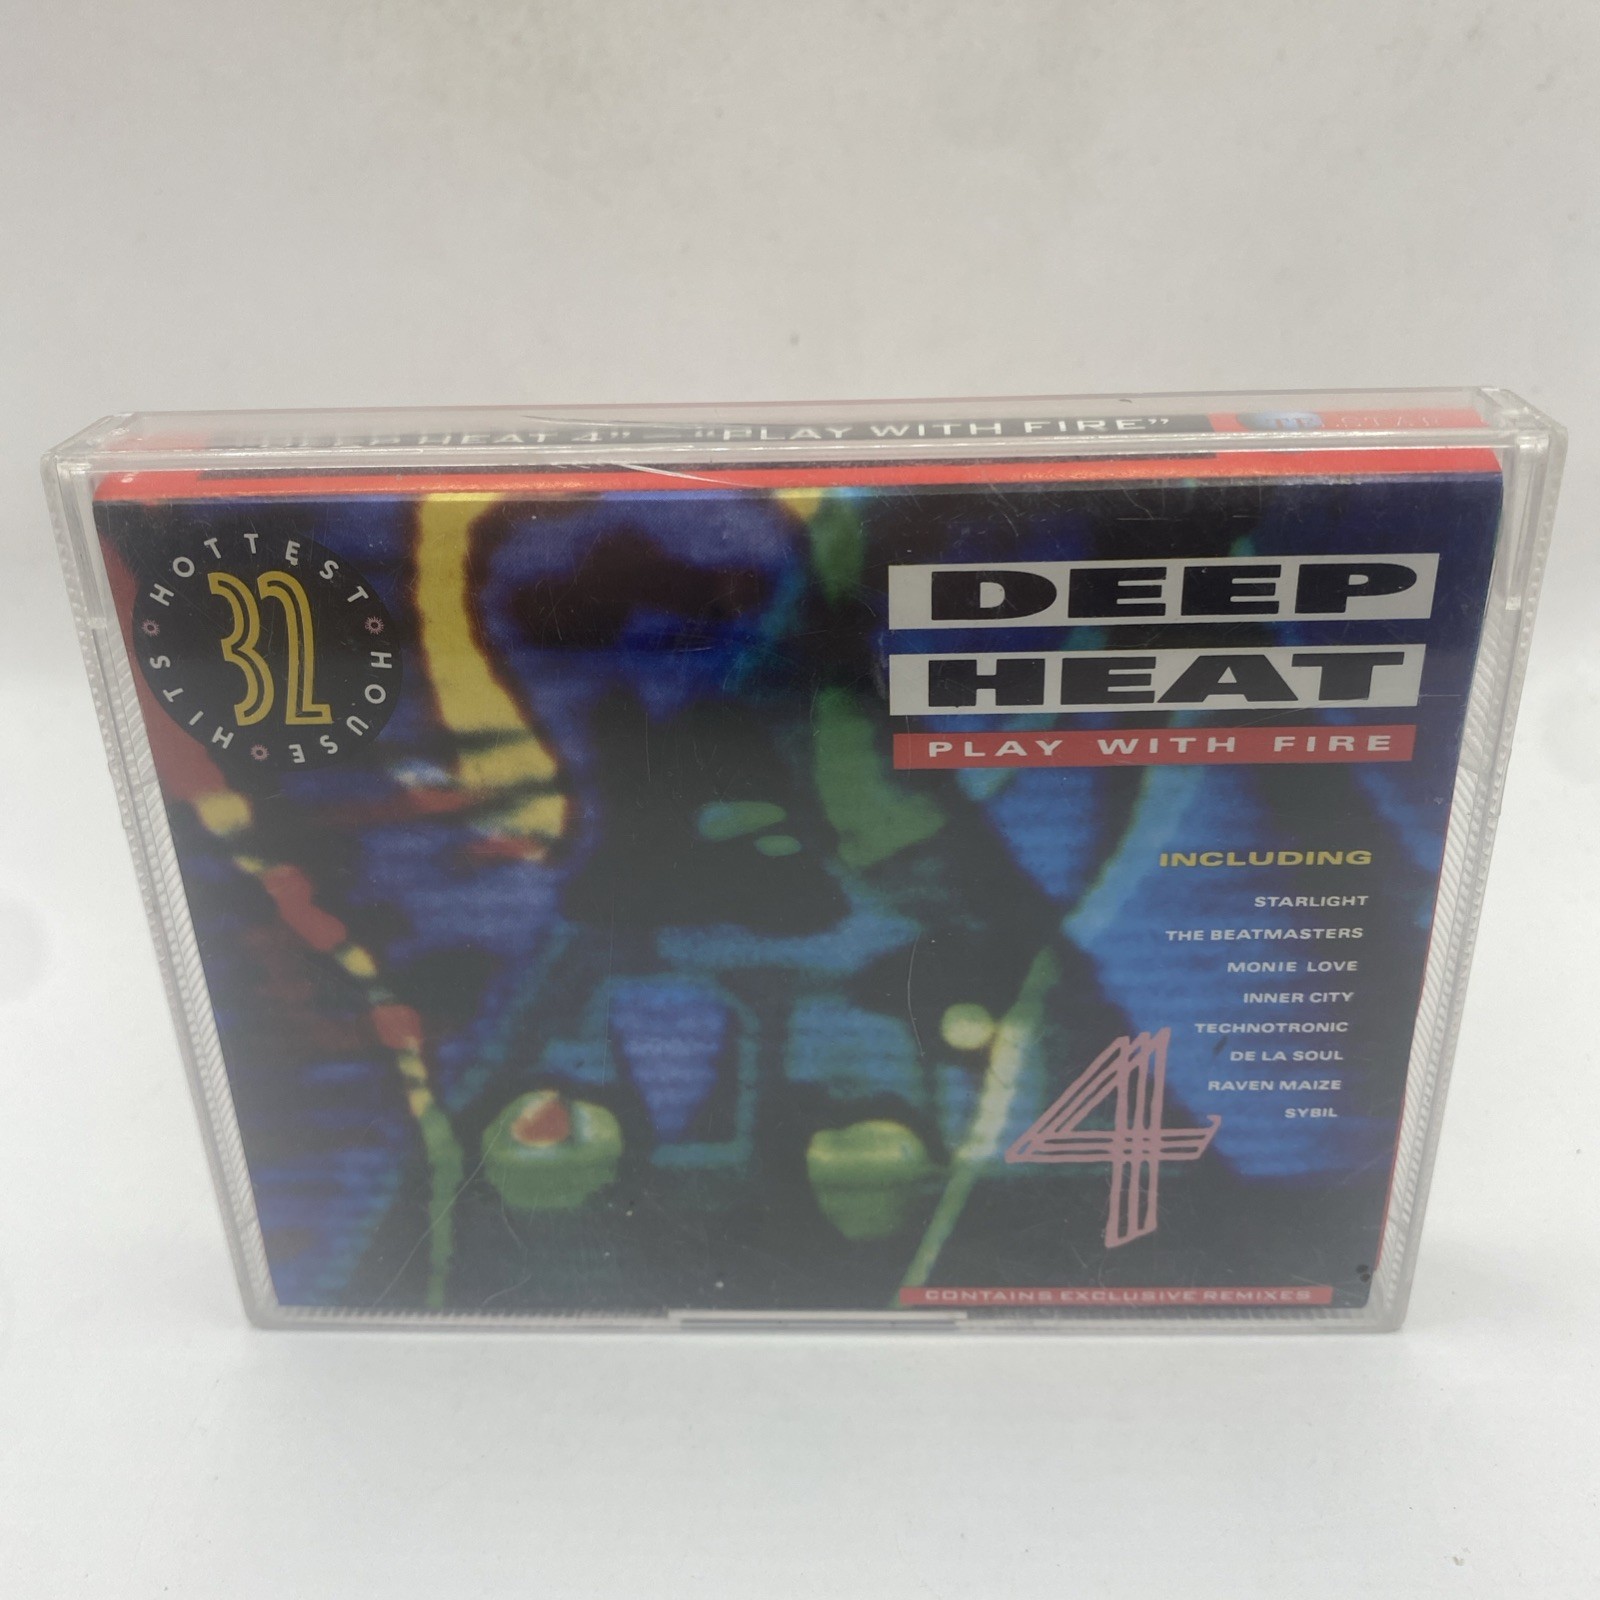 "DEEP HEAT 4" – "PLAY WITH FIRE"
STAR
HOTTEST HOUSE HITS
32
DEEP
HEAT
PLAY WITH FIRE
INCLUDING
STARLIGHT
THE BEATMASTERS
MONIE LOVE
INNER CITY
TECHNOTRONIC
DE LA SOUL
RAVEN MAIZE
SYBIL
4
CONTAINS EXCLUSIVE REMIXES